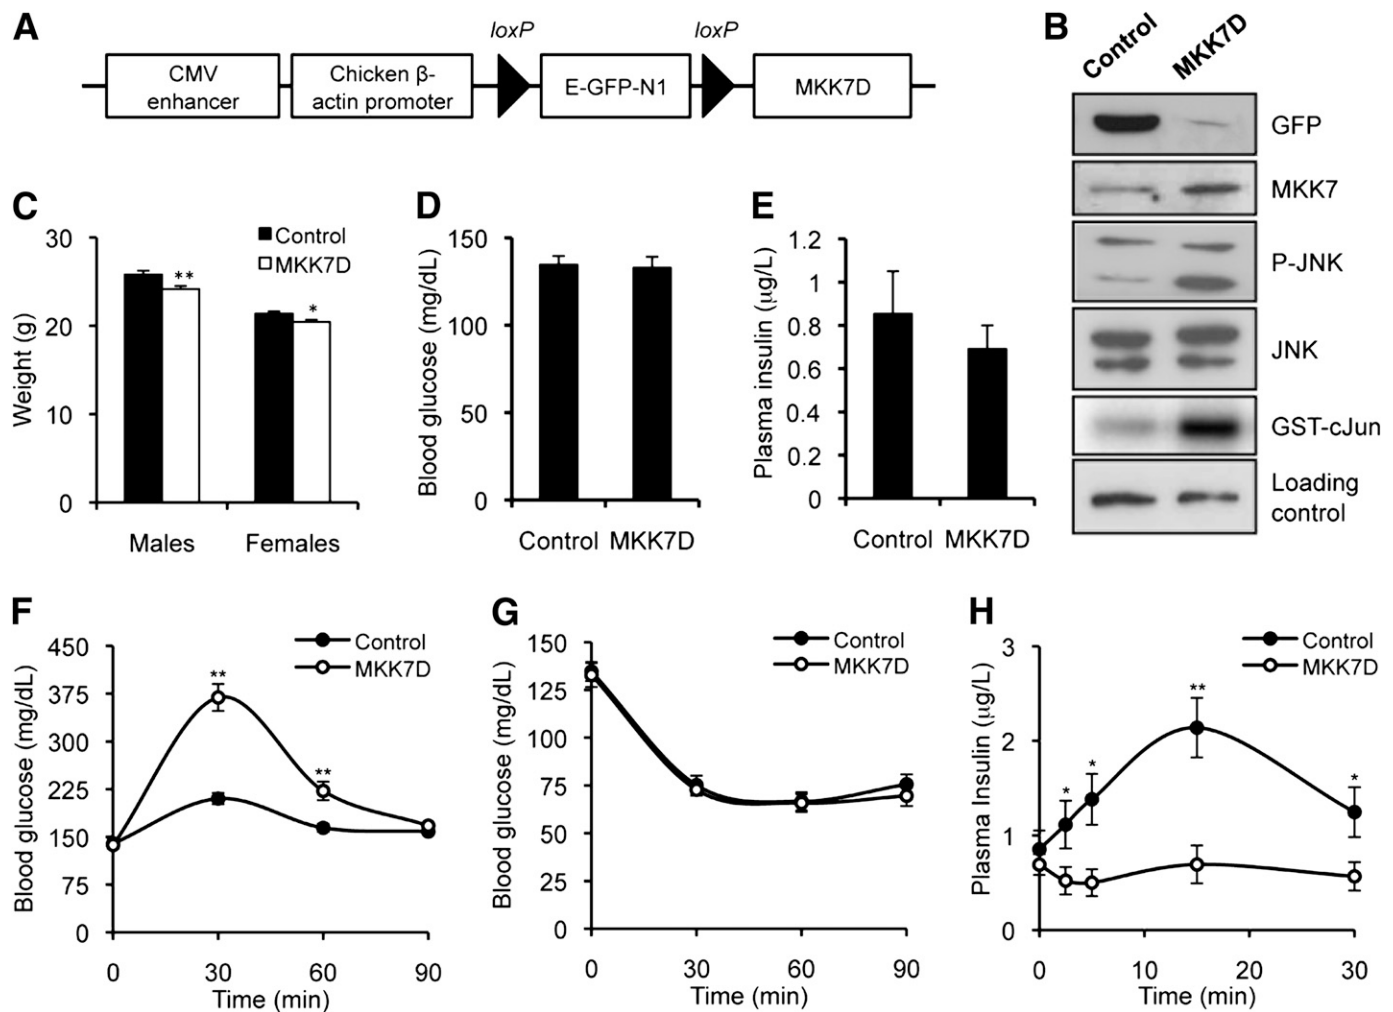 A
loxP
loxP
CMV
enhancer
Chicken β-
actin promoter
E-GFP-N1
MKK7D
B
Control
MKK7D
GFP
MKK7
P-JNK
JNK
GST-cJun
Loading
control
C
Weight (g)
30
20
10
0
Control
MKK7D
**
*
Males
Females
D
Blood glucose (mg/dL)
150
100
50
0
Control MKK7D
E
Plasma insulin (μg/L)
1.2
1
0.8
0.6
0.4
0.2
0
Control MKK7D
F
Blood glucose (mg/dL)
450
375
300
225
150
75
0
Control
MKK7D
**
**
0 30 60 90
Time (min)
G
Blood glucose (mg/dL)
150
125
100
75
50
25
0
Control
MKK7D
0 30 60 90
Time (min)
H
Plasma Insulin (μg/L)
3
2
1
0
Control
MKK7D
*
*
**
*
0 10 20 30
Time (min)